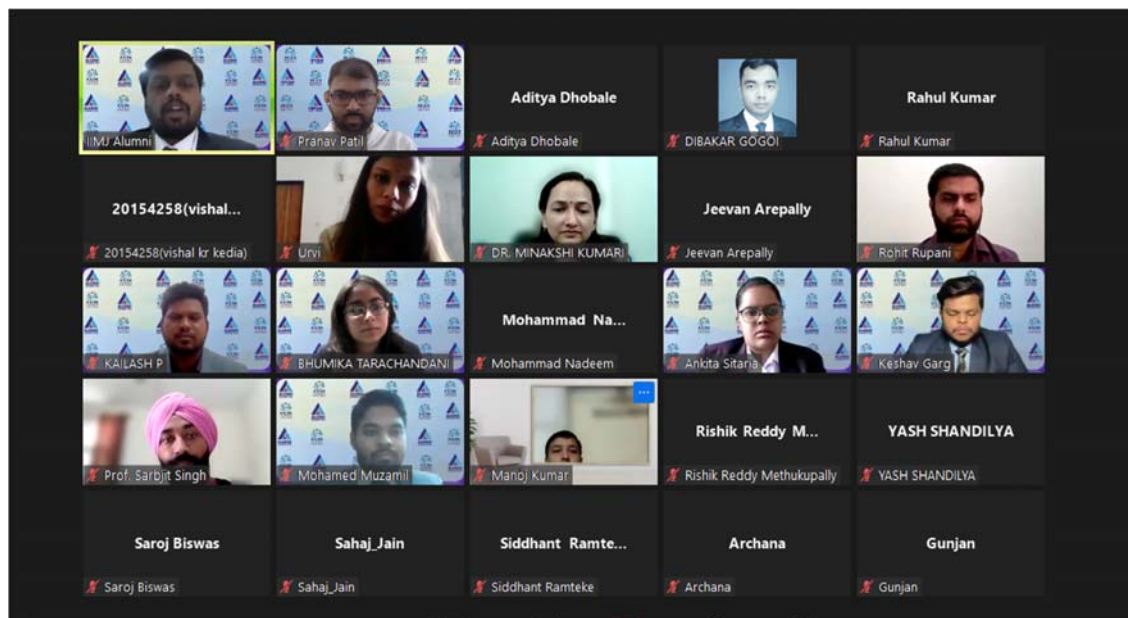 IIMJ Alumni
Pranav Patil
Aditya Dhobale
Aditya Dhobale
DIBAKAR GOGOI
Rahul Kumar
Rahul Kumar
20154258(vishal...
20154258(vishal kr kedia)
Urvi
DR. MINAKSHI KUMARI
Jeevan Arepally
Jeevan Arepally
Rohit Rupani
KAILASH P
BHUMIKA TARACHANDANI
Mohammad Na...
Mohammad Nadeem
Ankita Sitaria
Keshav Garg
Prof. Sarbjit Singh
Mohamed Muzamil
Manoj Kumar
Rishik Reddy M...
Rishik Reddy Methukupally
YASH SHANDILYA
YASH SHANDILYA
Saroj Biswas
Saroj Biswas
Sahaj_Jain
Sahaj_Jain
Siddhant Ramte...
Siddhant Ramteke
Archana
Archana
Gunjan
Gunjan